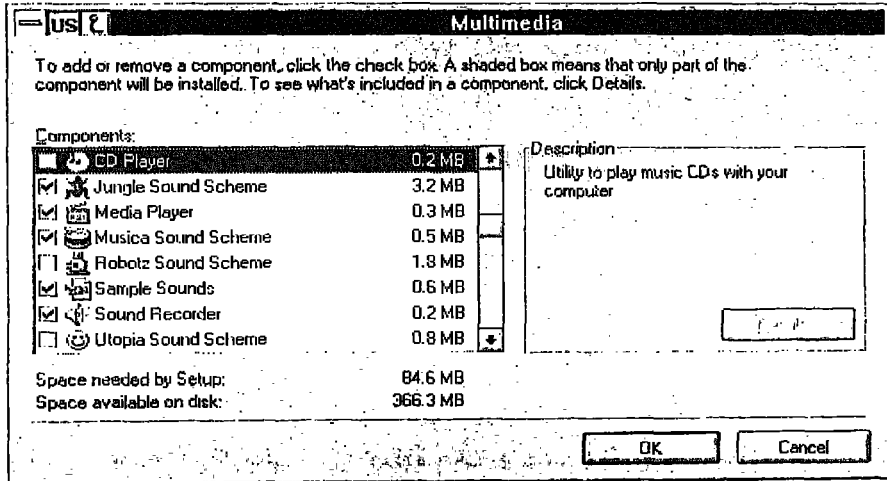 US ع Multimedia
To add or remove a component, click the check box. A shaded box means that only part of the
component will be installed. To see what's included in a component, click Details.
Components:
CD Player 0.2 MB
Jungle Sound Scheme 3.2 MB
Media Player 0.3 MB
Musica Sound Scheme 0.5 MB
Robotz Sound Scheme 1.8 MB
Sample Sounds 0.6 MB
Sound Recorder 0.2 MB
Utopia Sound Scheme 0.8 MB
Description
Utility to play music CDs with your
computer
Space needed by Setup: 84.6 MB
Space available on disk: 366.3 MB
OK Cancel